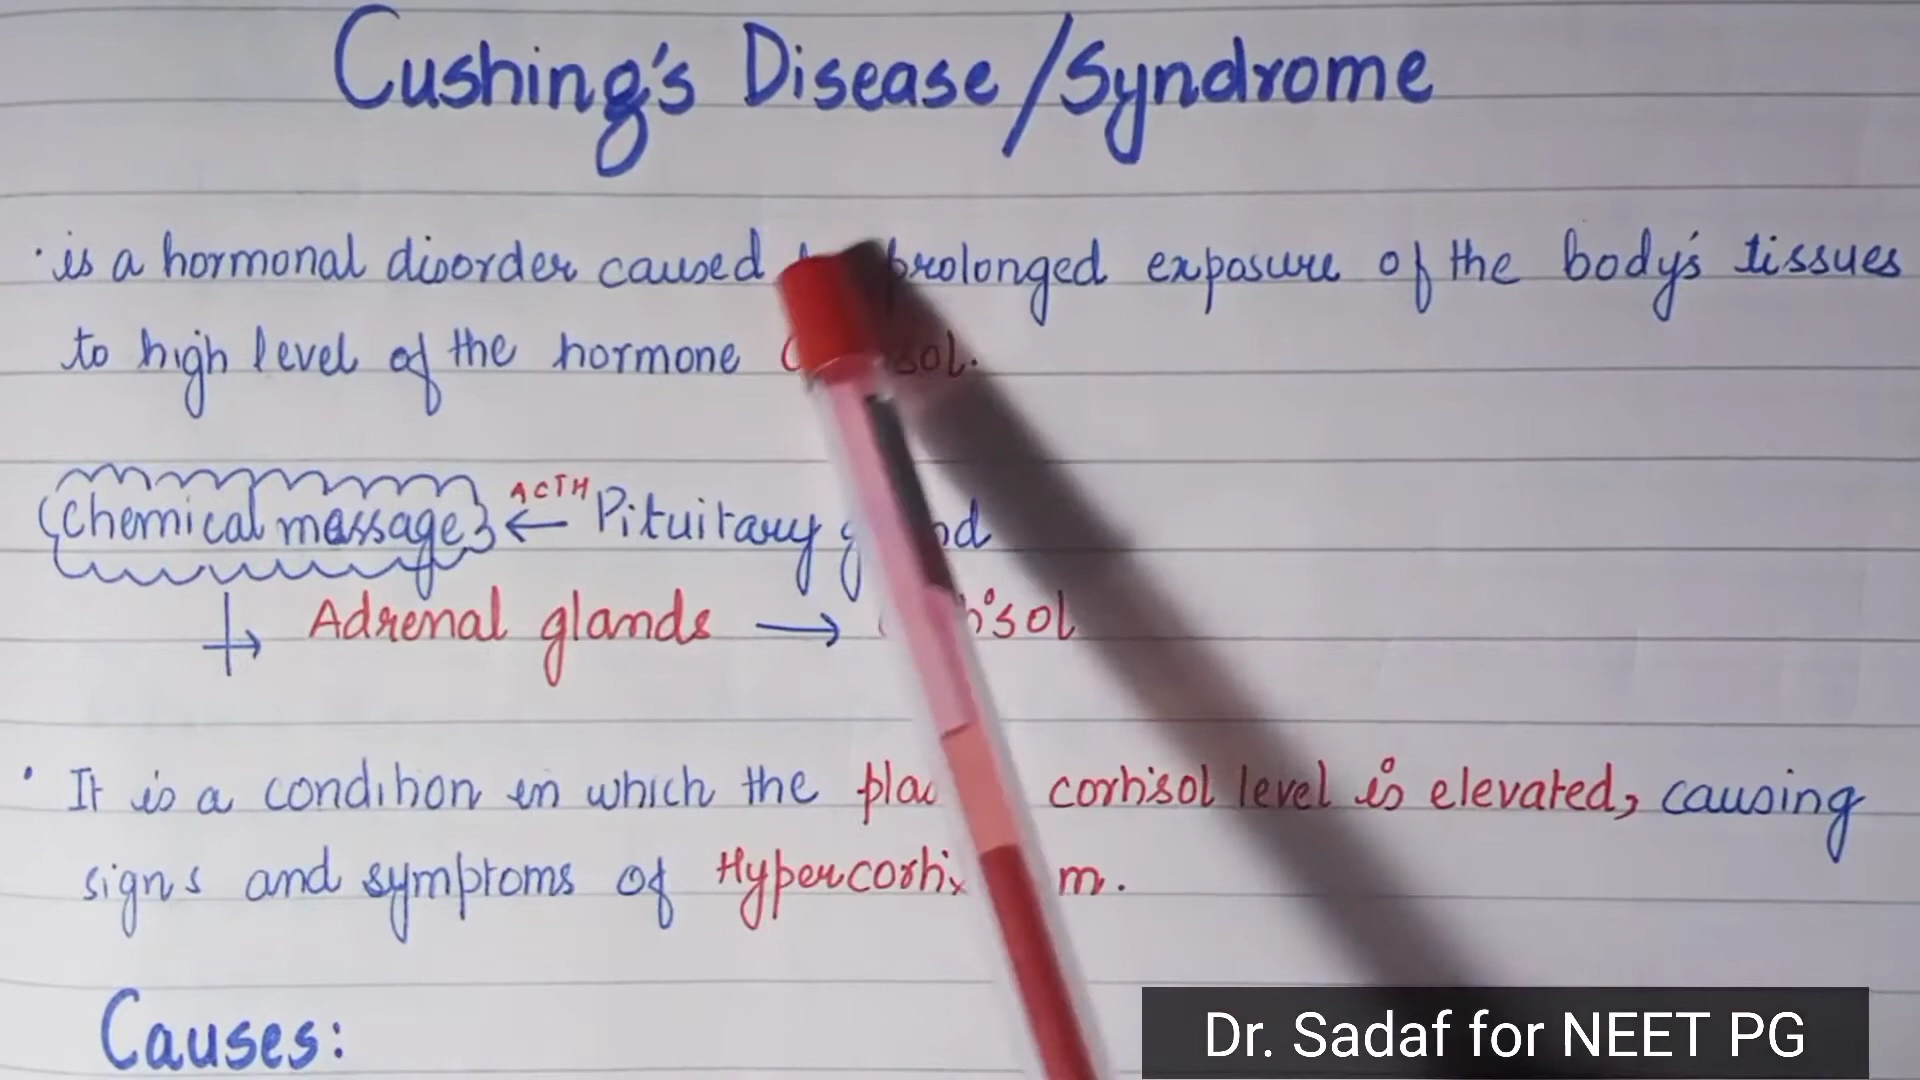 Cushing's Disease/Syndrome
· is a hormonal disorder caused prolonged exposure of the body's tissues
to high level of the hormone
Chemical massage ← ACTH Pituitary
Adrenal glands →
· It is a condition in which the cortisol level is elevated, causing
signs and symptoms of
Causes:
Dr. Sadaf for NEET PG